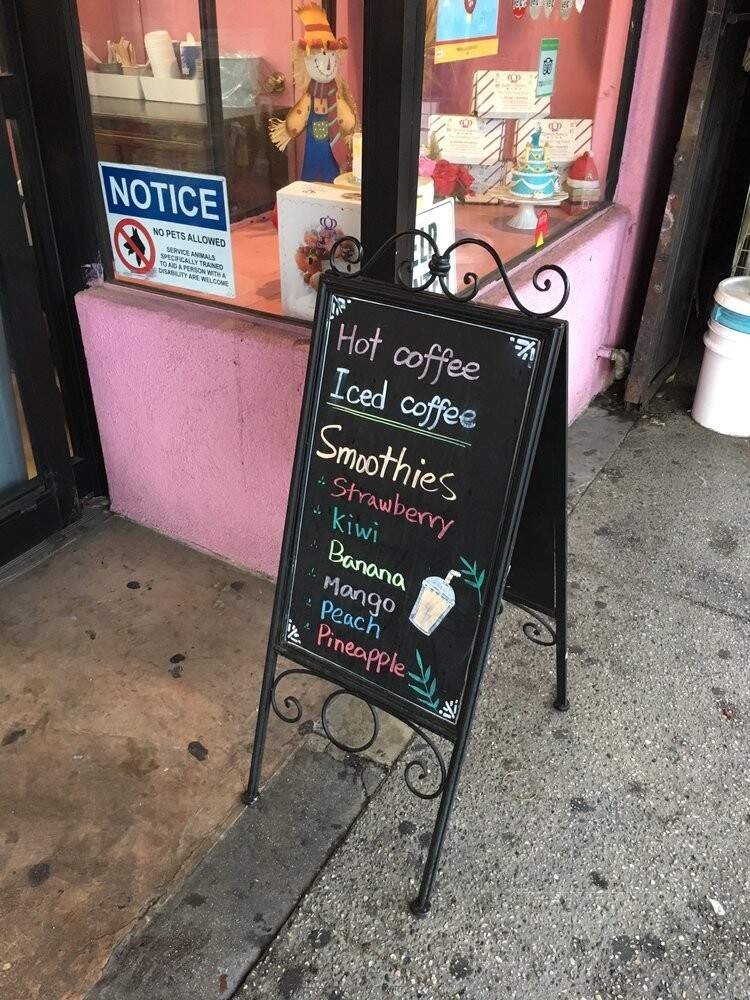 NOTICE
NO PETS ALLOWED
SERVICE ANIMALS
SPECIFICALLY TRAINED
TO AID A PERSON WITH A
DISABILITY ARE WELCOME
Hot coffee
Iced coffee
Smoothies
Strawberry
Kiwi
Banana
Mango
Peach
Pineapple